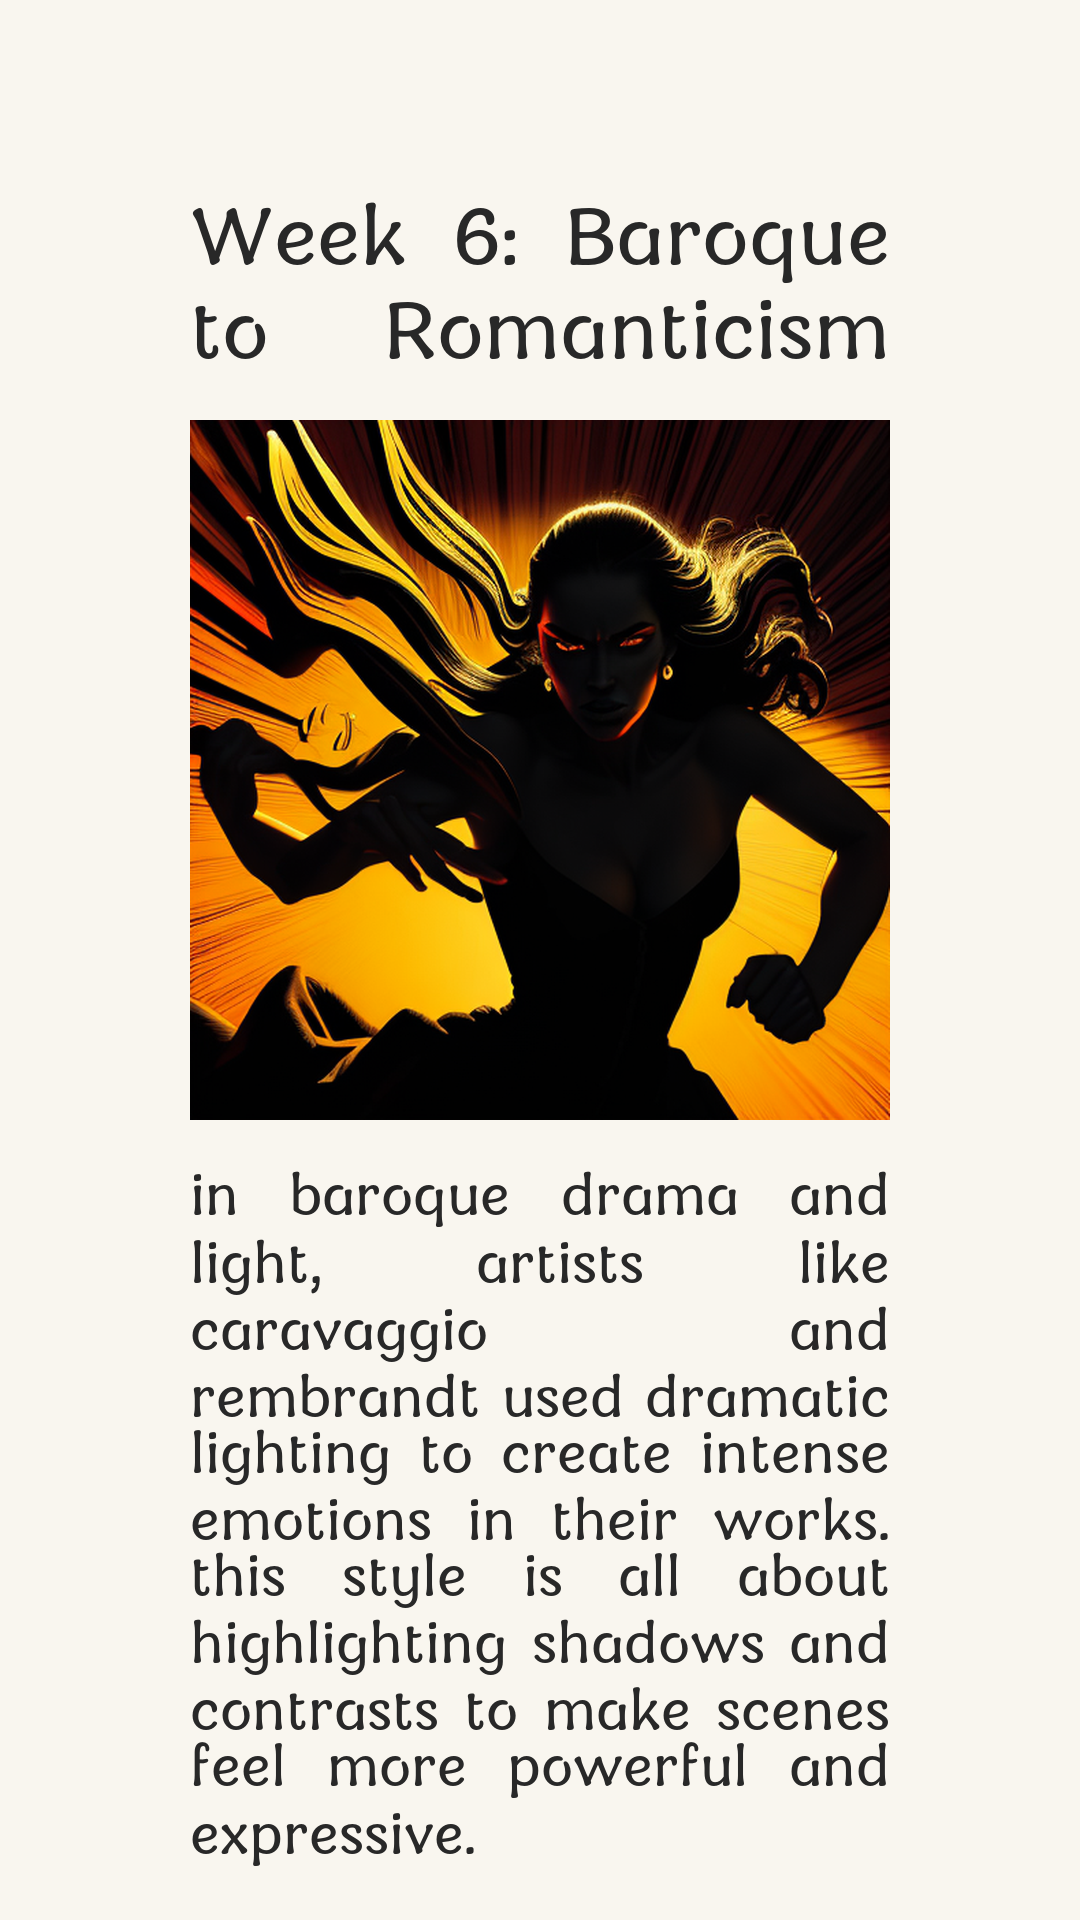 Week 6: Baroque
to Romanticism
in baroque drama and
light, artists like
caravaggio and
rembrandt used dramatic
lighting to create intense
emotions in their works.
this style is all about
highlighting shadows and
contrasts to make scenes
feel more powerful and
expressive.